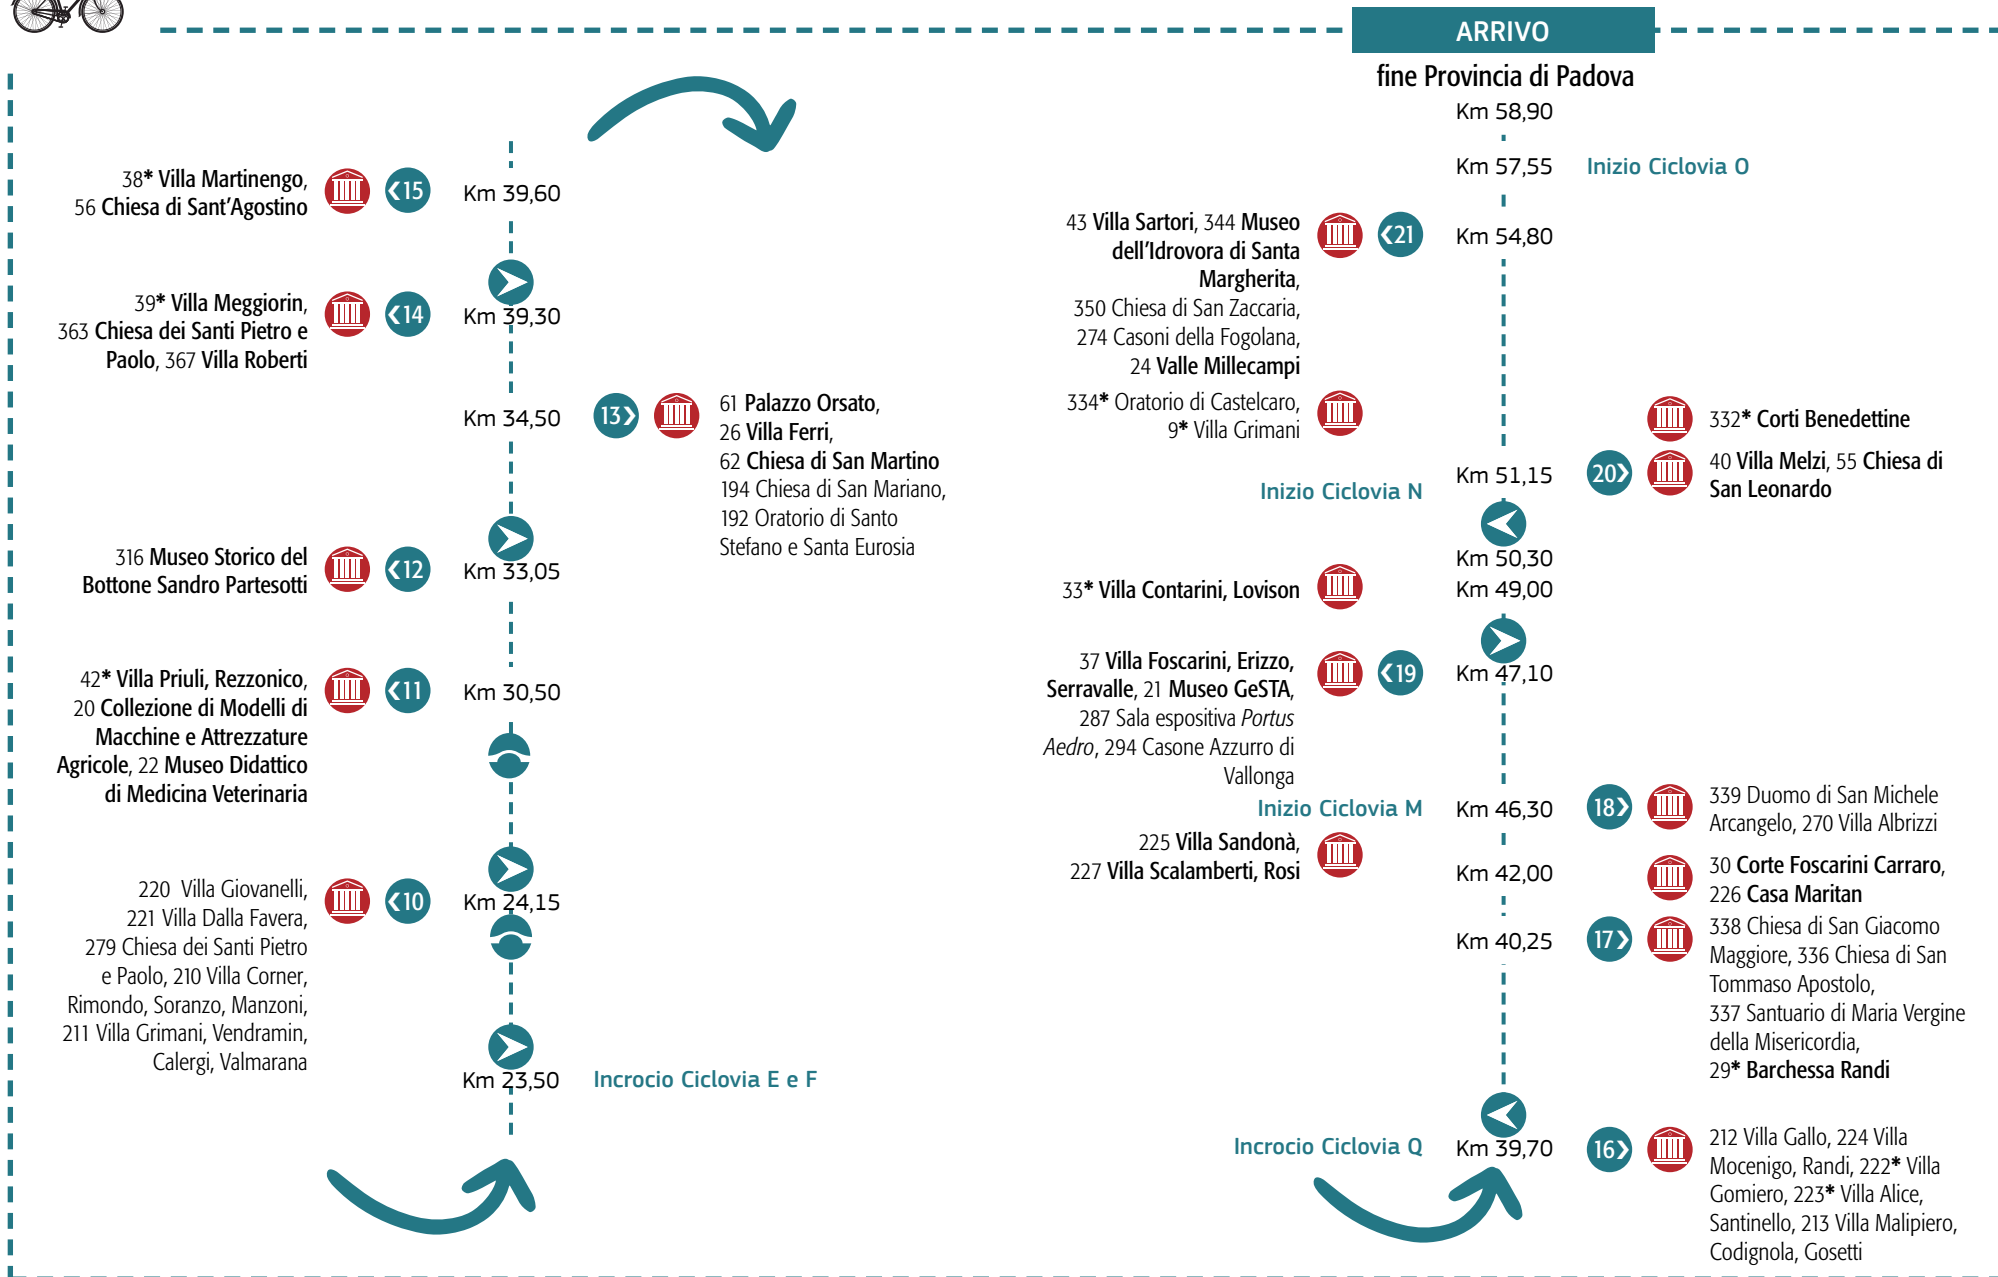 ARRIVO
fine Provincia di Padova
Km 58,90
Km 57,55 Inizio Ciclovia O
38* Villa Martinengo,
56 Chiesa di Sant'Agostino
‹15
Km 39,60
39* Villa Meggiorin,
363 Chiesa dei Santi Pietro e
Paolo, 367 Villa Roberti
‹14
Km 39,30
Km 34,50
13›
61 Palazzo Orsato,
26 Villa Ferri,
62 Chiesa di San Martino
194 Chiesa di San Mariano,
192 Oratorio di Santo
Stefano e Santa Eurosia
316 Museo Storico del
Bottone Sandro Partesotti
‹12
Km 33,05
42* Villa Priuli, Rezzonico,
20 Collezione di Modelli di
Macchine e Attrezzature
Agricole, 22 Museo Didattico
di Medicina Veterinaria
‹11
Km 30,50
220 Villa Giovanelli,
221 Villa Dalla Favera,
279 Chiesa dei Santi Pietro
e Paolo, 210 Villa Corner,
Rimondo, Soranzo, Manzoni,
211 Villa Grimani, Vendramin,
Calergi, Valmarana
‹10
Km 24,15
Km 23,50 Incrocio Ciclovia E e F
43 Villa Sartori, 344 Museo
dell'Idrovora di Santa
Margherita,
350 Chiesa di San Zaccaria,
274 Casoni della Fogolana,
24 Valle Millecampi
‹21
Km 54,80
334* Oratorio di Castelcaro,
9* Villa Grimani
332* Corti Benedettine
Inizio Ciclovia N
Km 51,15
20›
40 Villa Melzi, 55 Chiesa di
San Leonardo
Km 50,30
33* Villa Contarini, Lovison
Km 49,00
37 Villa Foscarini, Erizzo,
Serravalle, 21 Museo GeSTA,
287 Sala espositiva Portus
Aedro, 294 Casone Azzurro di
Vallonga
‹19
Km 47,10
Inizio Ciclovia M
Km 46,30
18›
339 Duomo di San Michele
Arcangelo, 270 Villa Albrizzi
225 Villa Sandonà,
227 Villa Scalamberti, Rosi
Km 42,00
30 Corte Foscarini Carraro,
226 Casa Maritan
Km 40,25
17›
338 Chiesa di San Giacomo
Maggiore, 336 Chiesa di San
Tommaso Apostolo,
337 Santuario di Maria Vergine
della Misericordia,
29* Barchessa Randi
Incrocio Ciclovia Q
Km 39,70
16›
212 Villa Gallo, 224 Villa
Mocenigo, Randi, 222* Villa
Gomiero, 223* Villa Alice,
Santinello, 213 Villa Malipiero,
Codignola, Gosetti